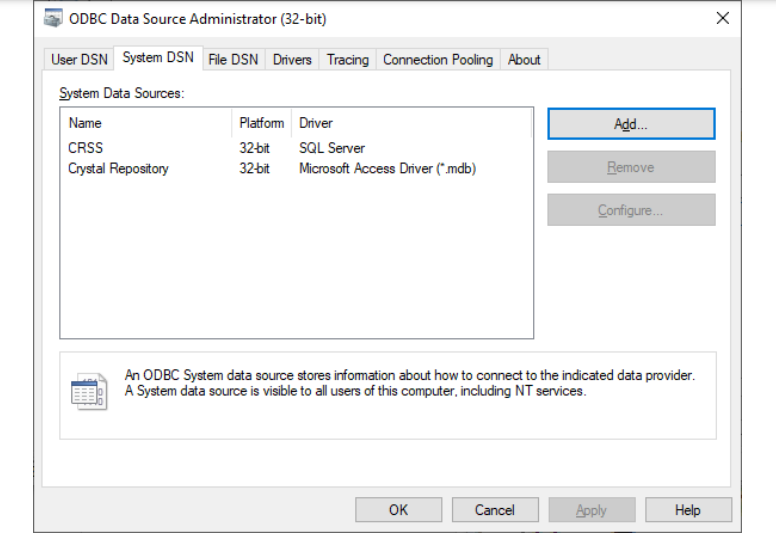 ODBC Data Source Administrator (32-bit)
User DSN System DSN File DSN Drivers Tracing Connection Pooling About
System Data Sources:
Name Platform Driver
CRSS 32-bit SQL Server
Crystal Repository 32-bit Microsoft Access Driver (*.mdb)
Add...
Remove
Configure...
An ODBC System data source stores information about how to connect to the indicated data provider.
A System data source is visible to all users of this computer, including NT services.
OK Cancel Apply Help